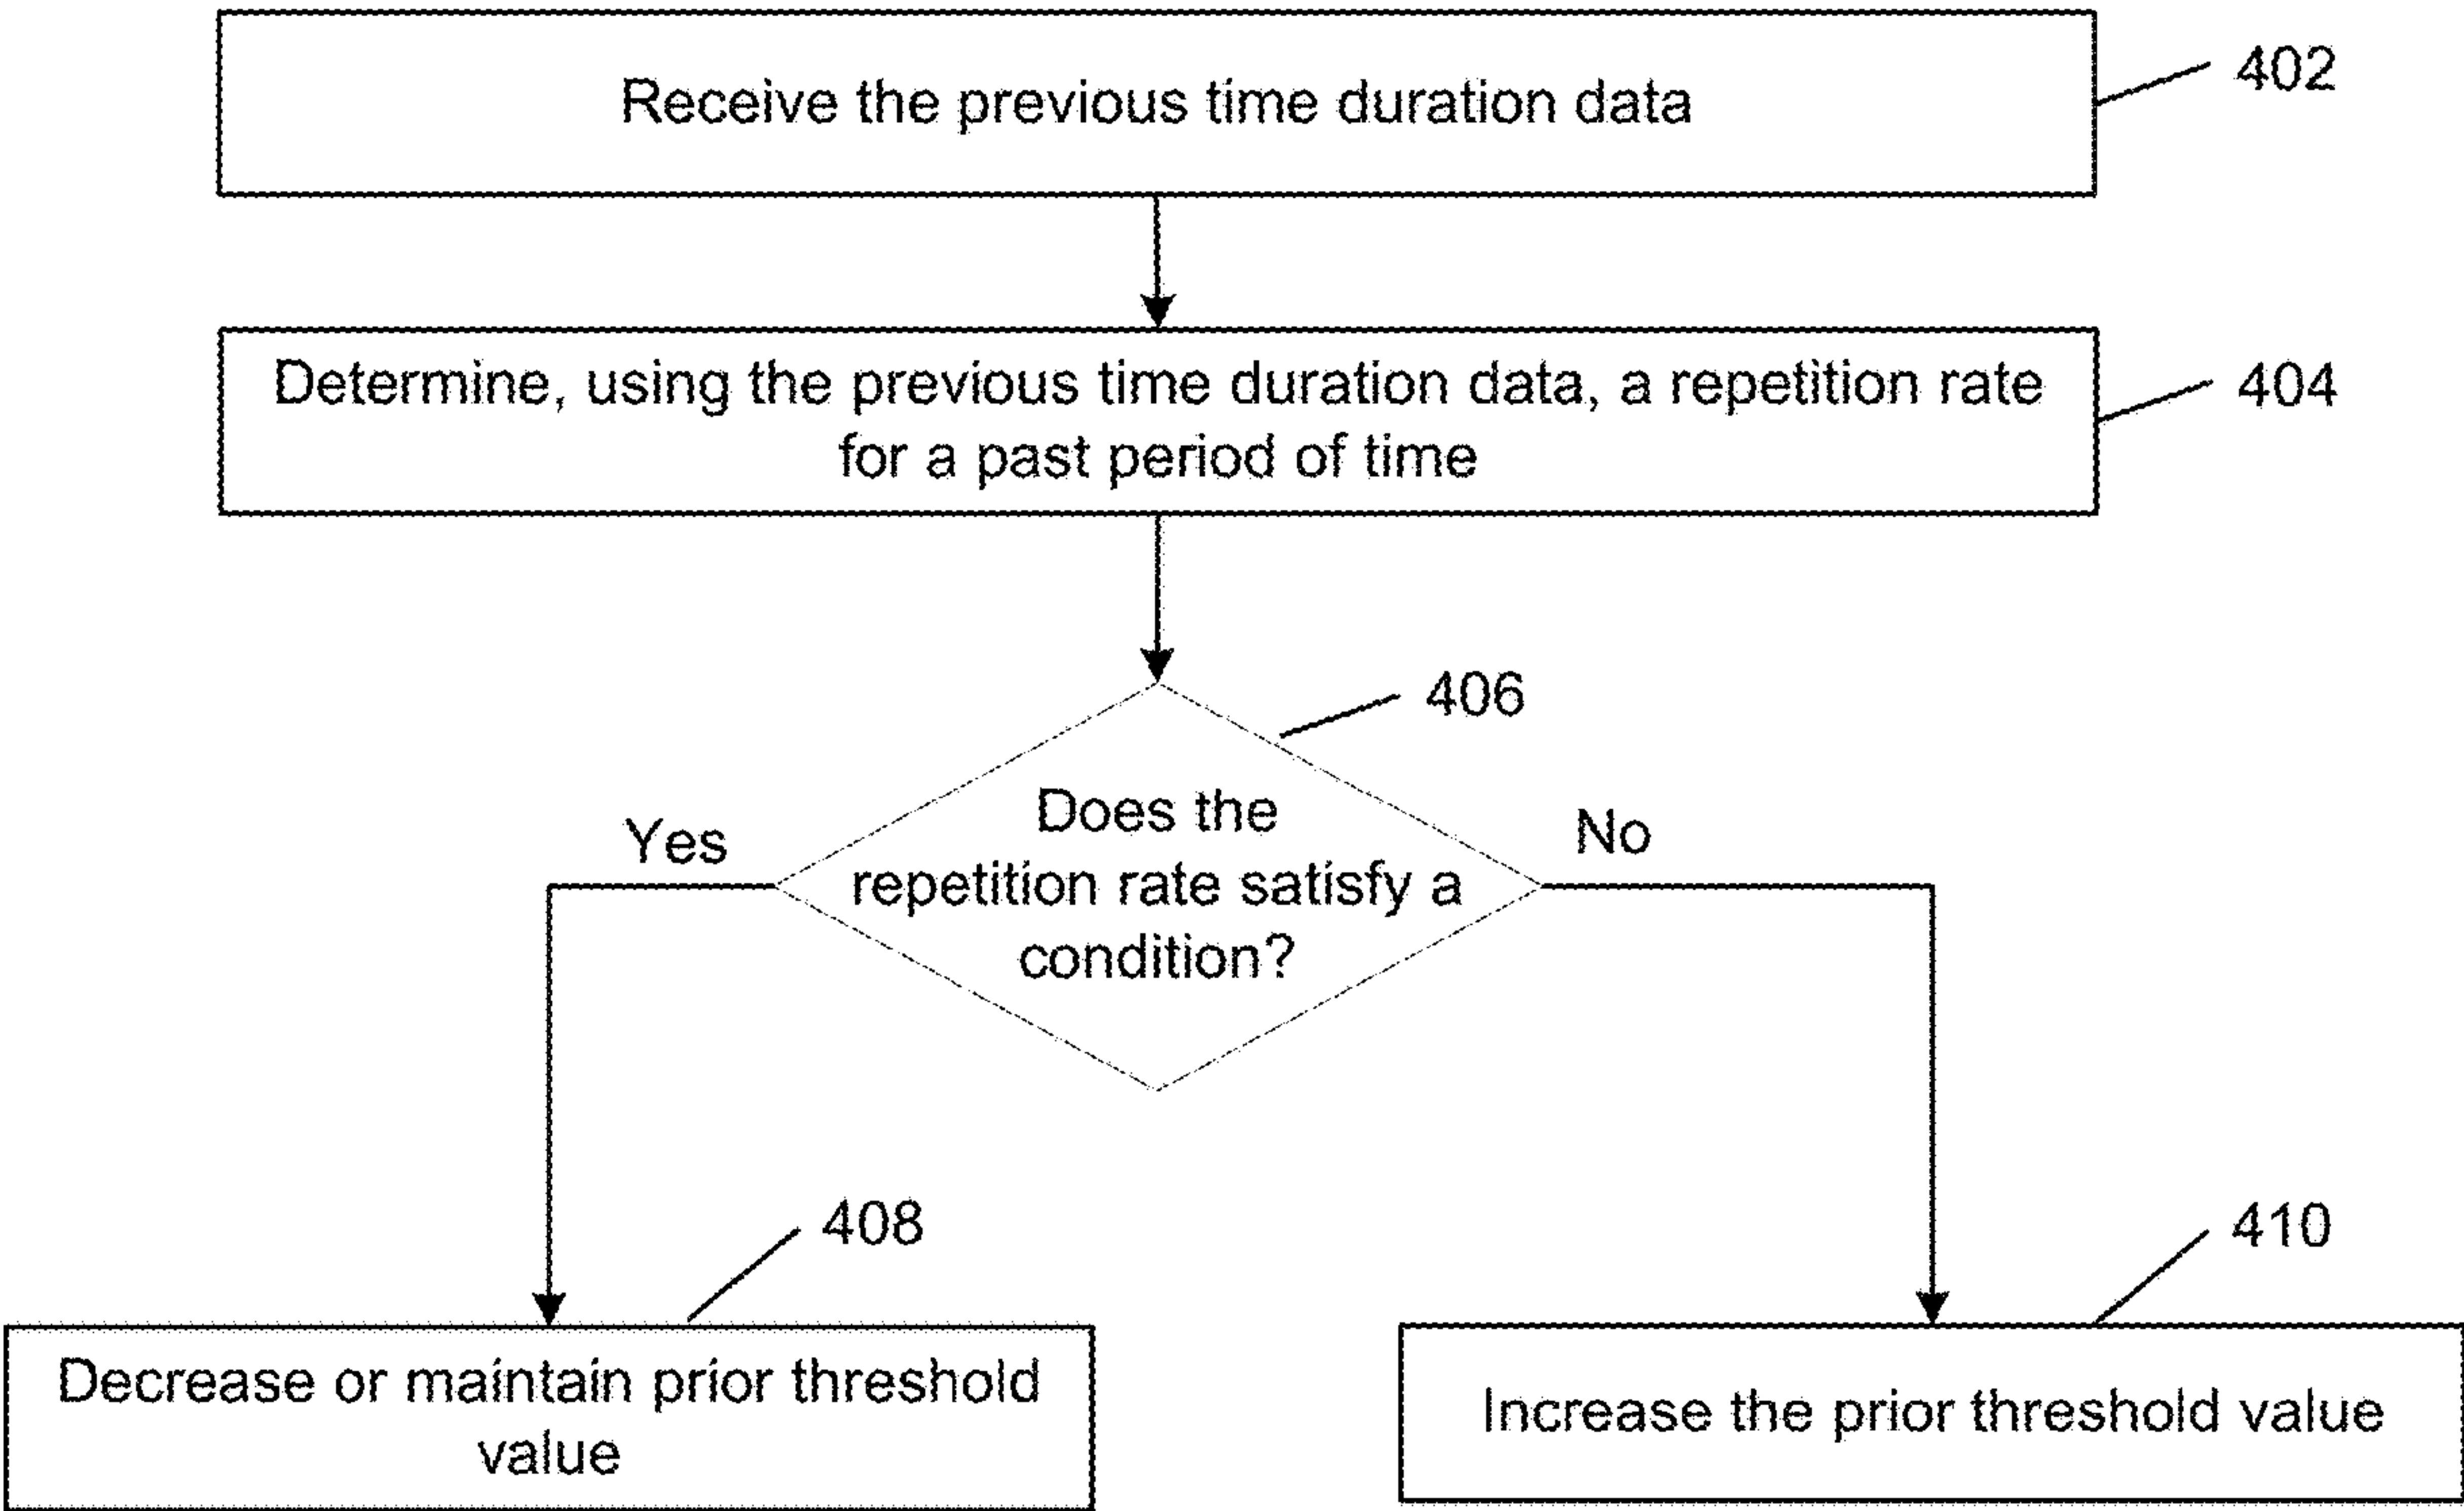 Receive the previous time duration data
402
Determine, using the previous time duration data, a repetition rate
for a past period of time
404
406
Does the
repetition rate satisfy a
condition?
Yes
No
408
410
Decrease or maintain prior threshold
value
Increase the prior threshold value